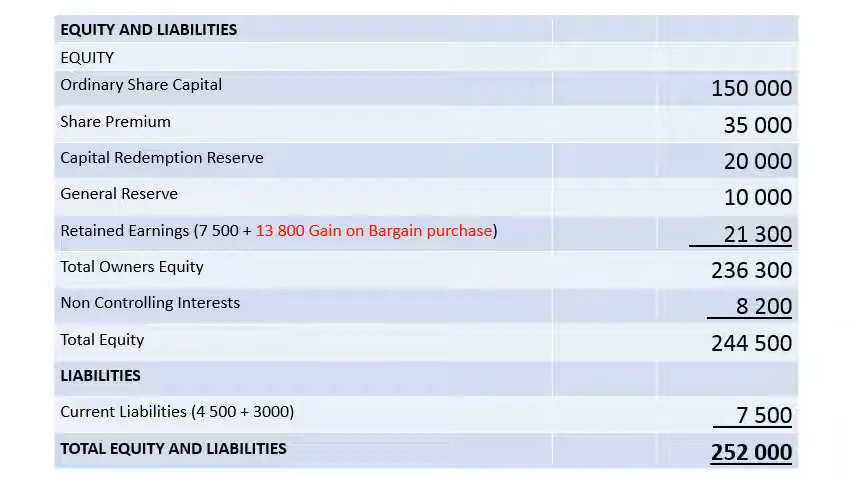 EQUITY AND LIABILITIES
EQUITY
Ordinary Share Capital 150 000
Share Premium 35 000
Capital Redemption Reserve 20 000
General Reserve 10 000
Retained Earnings (7 500 + 13 800 Gain on Bargain purchase) 21 300
Total Owners Equity 236 300
Non Controlling Interests 8 200
Total Equity 244 500
LIABILITIES
Current Liabilities (4 500 + 3000) 7 500
TOTAL EQUITY AND LIABILITIES 252 000